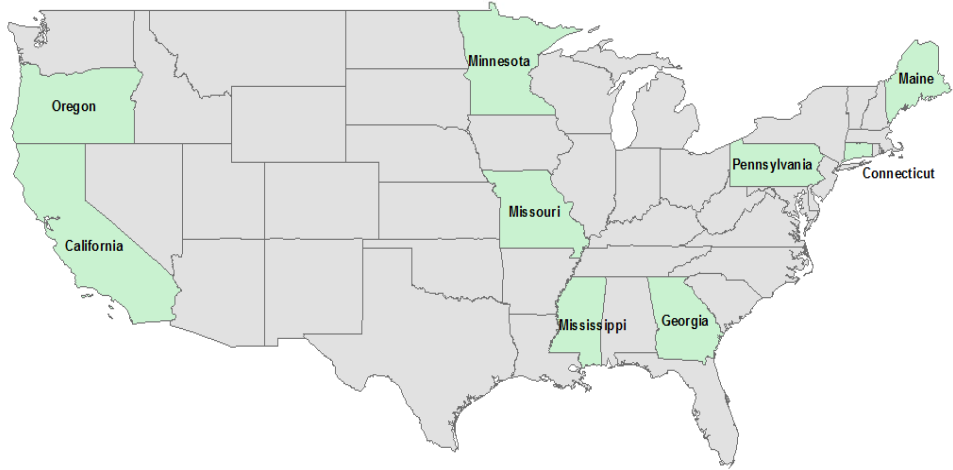 Minnesota
Maine
Oregon
Pennsylvania
Connecticut
Missouri
California
Mississippi
Georgia